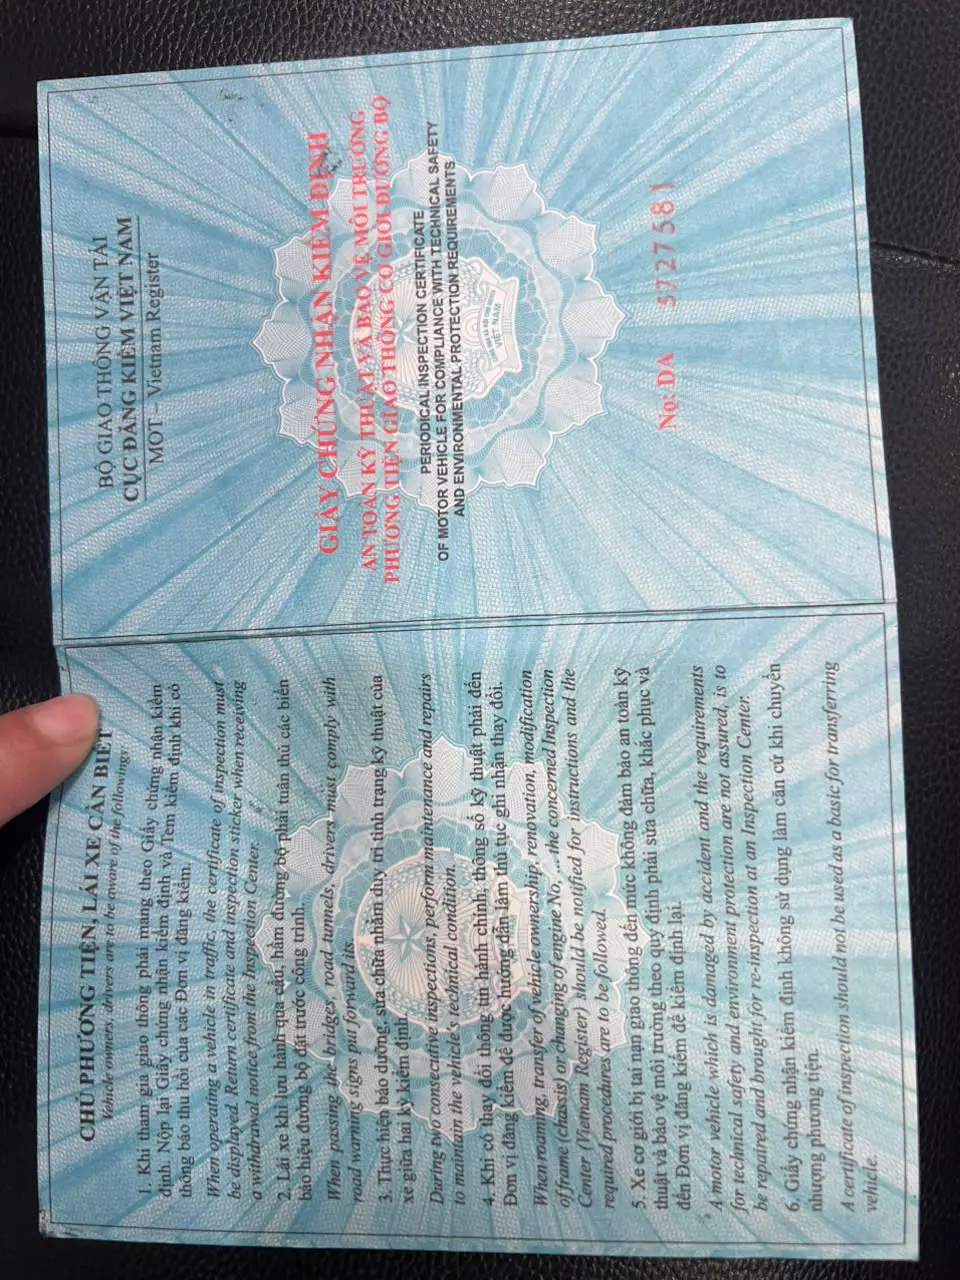 BỘ GIAO THÔNG VẬN TẢI
CỤC ĐĂNG KIỂM VIỆT NAM
MOT – Vietnam Register
GIẤY CHỨNG NHẬN KIỂM ĐỊNH
AN TOÀN KỸ THUẬT VÀ BẢO VỆ MÔI TRƯỜNG
PHƯƠNG TIỆN GIAO THÔNG CƠ GIỚI ĐƯỜNG BỘ
PERIODICAL INSPECTION CERTIFICATE
OF MOTOR VEHICLE FOR COMPLIANCE WITH TECHNICAL SAFETY
AND ENVIRONMENTAL PROTECTION REQUIREMENTS
VIỆT NAM
No: DA 5727581
CHỦ PHƯƠNG TIỆN, LÁI XE CẦN BIẾT
Vehicle owners, drivers are to be aware of the followings
1. Khi tham gia giao thông phải mang theo Giấy chứng nhận kiểm
định. Nộp lại Giấy chứng nhận kiểm định và Tem kiểm định khi có
thông báo thu hồi của các Đơn vị đăng kiểm.
When operating a vehicle in traffic, the certificate of inspection must
be displayed. Return certificate and inspection sticker when receiving
a withdrawal notice from the Inspection Center.
2. Lái xe khi lưu hành qua cầu, hầm đường bộ phải tuân thủ các biển
báo hiệu đường bộ đặt trước công trình.
When passing the bridges, road tunnels, drivers must comply with
road warning signs put forward its.
3. Thực hiện bảo dưỡng, sửa chữa nhằm duy trì tình trạng kỹ thuật của
xe giữa hai kỳ kiểm định.
During two consecutive inspections, perform maintenance and repairs
to maintain the vehicle's technical condition.
4. Khi có thay đổi thông tin hành chính, thông số kỹ thuật phải đến
Đơn vị đăng kiểm để được hướng dẫn làm thủ tục ghi nhận thay đổi.
When reaming, transfer of vehicle ownership, renovation, modification
of frame (chassis) or changing of engine No,... the concerned Inspection
Center (Vietnam Register) should be notified for instructions and the
required procedures are to be followed.
5. Xe cơ giới bị tai nạn giao thông đến mức không đảm bảo an toàn kỹ
thuật và bảo vệ môi trường theo quy định phải sửa chữa, khắc phục và
đến Đơn vị đăng kiểm để kiểm định lại.
A motor vehicle which is damaged by accident and the requirements
for technical safety and environment protection are not assured, is to
be repaired and brought for re-inspection at an Inspection Center.
6. Giấy chứng nhận kiểm định không sử dụng làm căn cứ khi chuyển
nhượng phương tiện.
A certificate of inspection should not be used as a basic for transferring
vehicle.